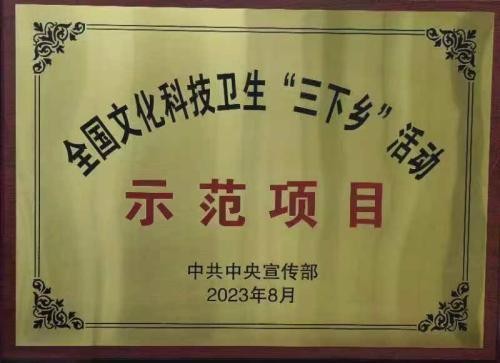 全国文化科技卫生“三下乡”活动
示范项目
中共中央宣传部
2023年8月